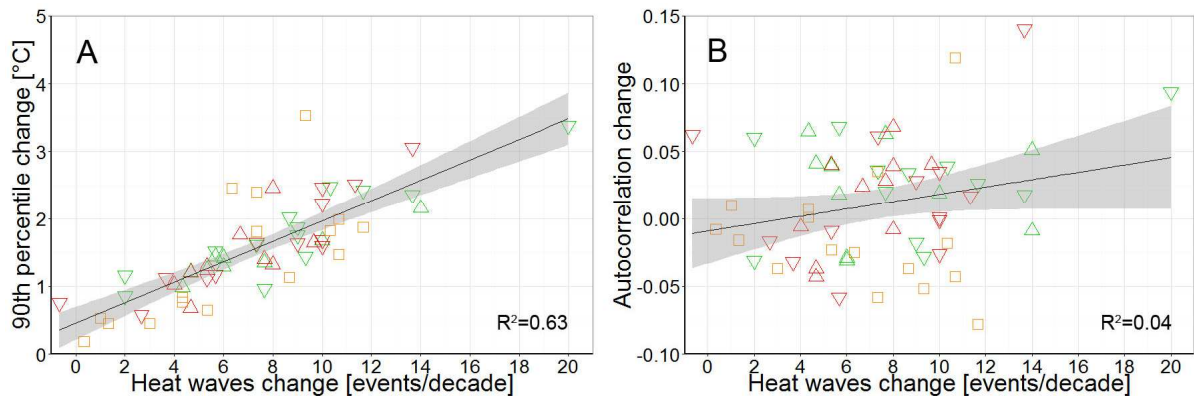 A
90th percentile change [°C]
5
4
3
2
1
0
R²=0.63
0 2 4 6 8 10 12 14 16 18 20
Heat waves change [events/decade]
B
Autocorrelation change
0.15
0.10
0.05
0.00
-0.05
-0.10
R²=0.04
0 2 4 6 8 10 12 14 16 18 20
Heat waves change [events/decade]